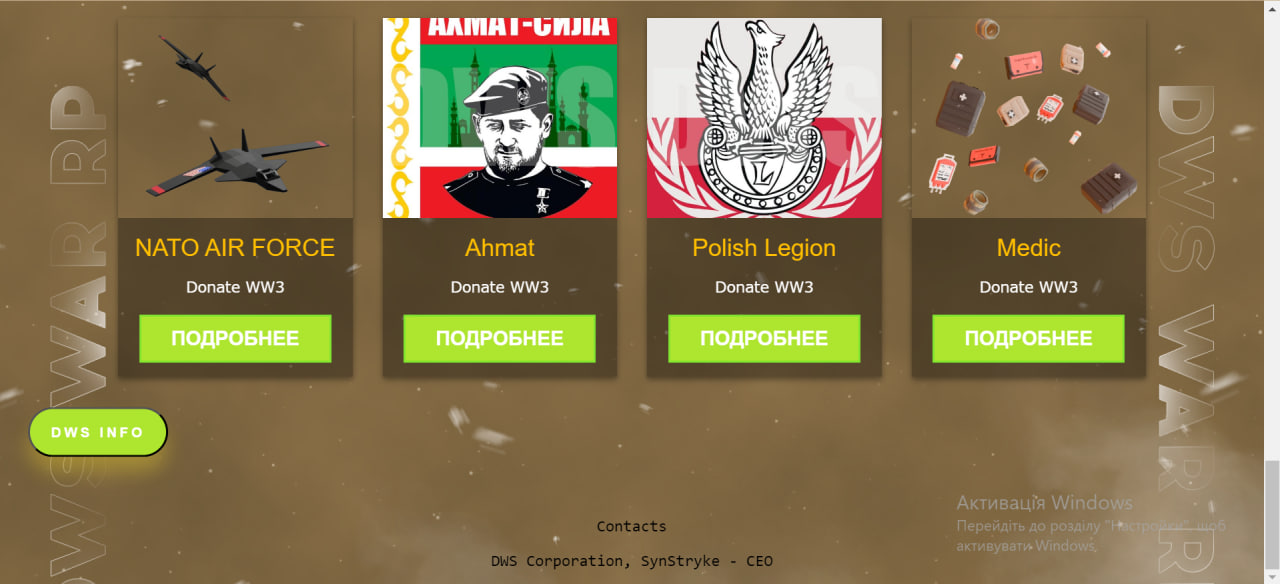 АХМАТ-СИЛА
DWS
DWS
L
NATO AIR FORCE
Ahmat
Polish Legion
Medic
Donate WW3
Donate WW3
Donate WW3
Donate WW3
ПОДРОБНЕЕ
ПОДРОБНЕЕ
ПОДРОБНЕЕ
ПОДРОБНЕЕ
DWS WAR RP
DWS WAR R
DWS INFO
Активація Windows
Перейдіть до розділу "Настройки", щоб
активувати Windows.
Contacts
DWS Corporation, SynStryke - CEO